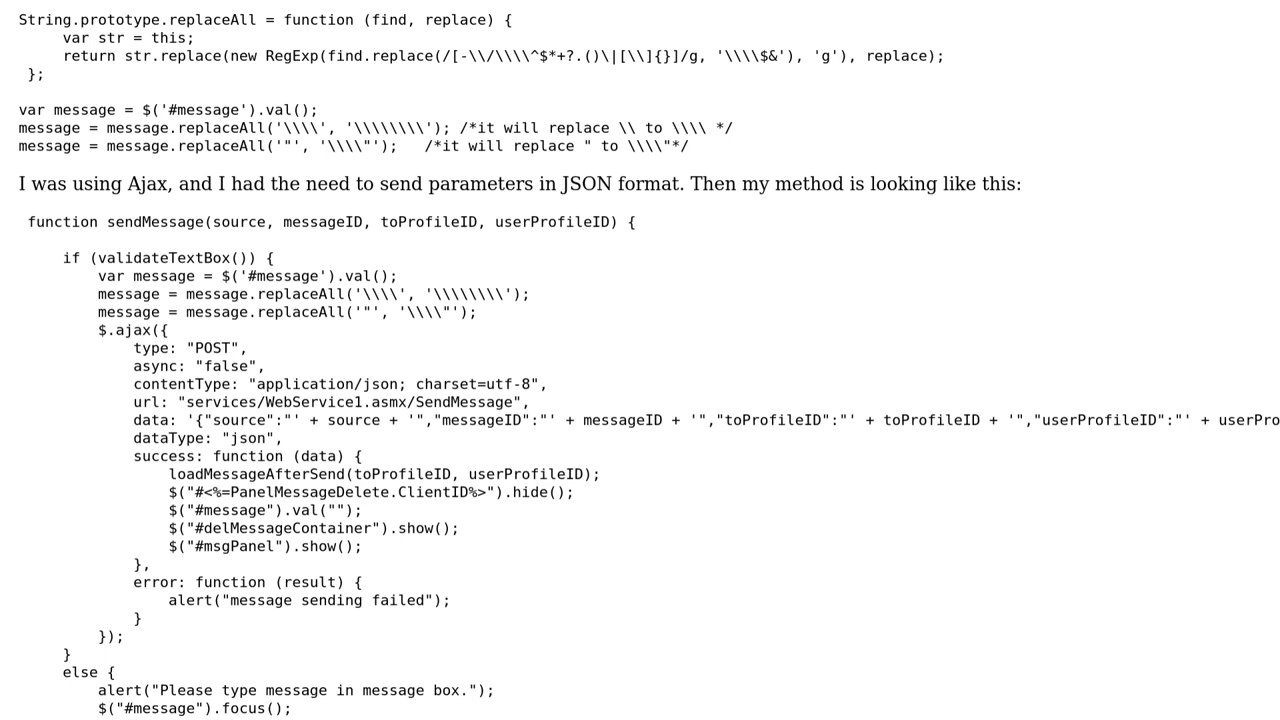 String.prototype.replaceAll = function (find, replace) {
     var str = this;
     return str.replace(new RegExp(find.replace(/[-\\/\\\\^$*+?.()\|[\\]{}]/g, '\\\\$&'), 'g'), replace);
 };

var message = $('#message').val();
message = message.replaceAll('\\\\', '\\\\\\\\'); /*it will replace \\ to \\\\ */
message = message.replaceAll('"', '\\\\"');   /*it will replace " to \\\\"*/

I was using Ajax, and I had the need to send parameters in JSON format. Then my method is looking like this:

 function sendMessage(source, messageID, toProfileID, userProfileID) {

     if (validateTextBox()) {
         var message = $('#message').val();
         message = message.replaceAll('\\\\', '\\\\\\\\');
         message = message.replaceAll('"', '\\\\"');
         $.ajax({
             type: "POST",
             async: "false",
             contentType: "application/json; charset=utf-8",
             url: "services/WebService1.asmx/SendMessage",
             data: '{"source":"' + source + '","messageID":"' + messageID + '","toProfileID":"' + toProfileID + '","userProfileID":"' + userPro
             dataType: "json",
             success: function (data) {
                 loadMessageAfterSend(toProfileID, userProfileID);
                 $("#<%=PanelMessageDelete.ClientID%>").hide();
                 $("#message").val("");
                 $("#delMessageContainer").show();
                 $("#msgPanel").show();
             },
             error: function (result) {
                 alert("message sending failed");
             }
         });
     }
     else {
         alert("Please type message in message box.");
         $("#message").focus();